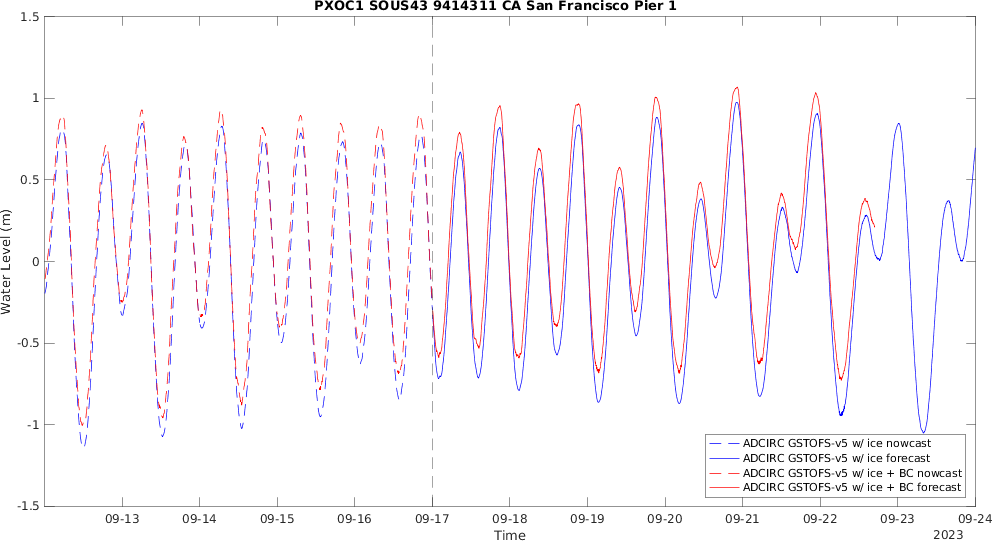 PXOC1 SOUS43 9414311 CA San Francisco Pier 1
1.5
1
0.5
0
-0.5
-1
-1.5
Water Level (m)
09-13
09-14
09-15
09-16
09-17
09-18
09-19
09-20
09-21
09-22
09-23
09-24
Time
2023
ADCIRC GSTOFS-v5 w/ ice nowcast
ADCIRC GSTOFS-v5 w/ ice forecast
ADCIRC GSTOFS-v5 w/ ice + BC nowcast
ADCIRC GSTOFS-v5 w/ ice + BC forecast